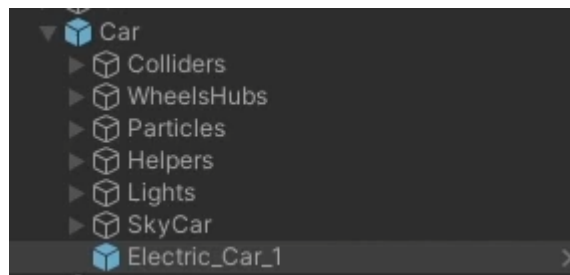 Car
Colliders
WheelsHubs
Particles
Helpers
Lights
SkyCar
Electric_Car_1